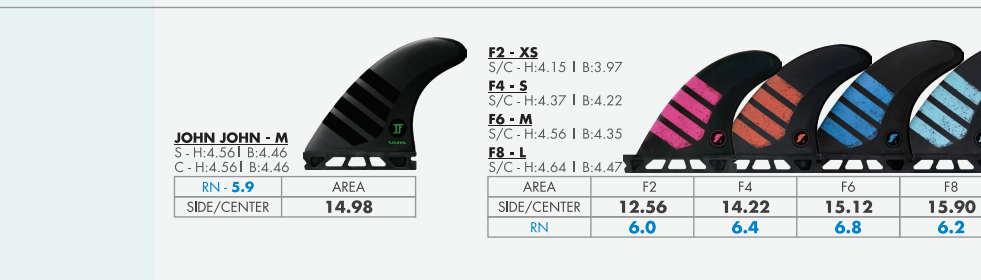 JOHN JOHN - M
S - H:4.56 | B:4.46
C - H:4.56 | B:4.46
RN - 5.9 AREA
SIDE/CENTER 14.98
JF
futures.
F2 - XS
S/C - H:4.15 | B:3.97
F4 - S
S/C - H:4.37 | B:4.22
F6 - M
S/C - H:4.56 | B:4.35
F8 - L
S/C - H:4.64 | B:4.47
AREA F2 F4 F6 F8
SIDE/CENTER 12.56 14.22 15.12 15.90
RN 6.0 6.4 6.8 6.2